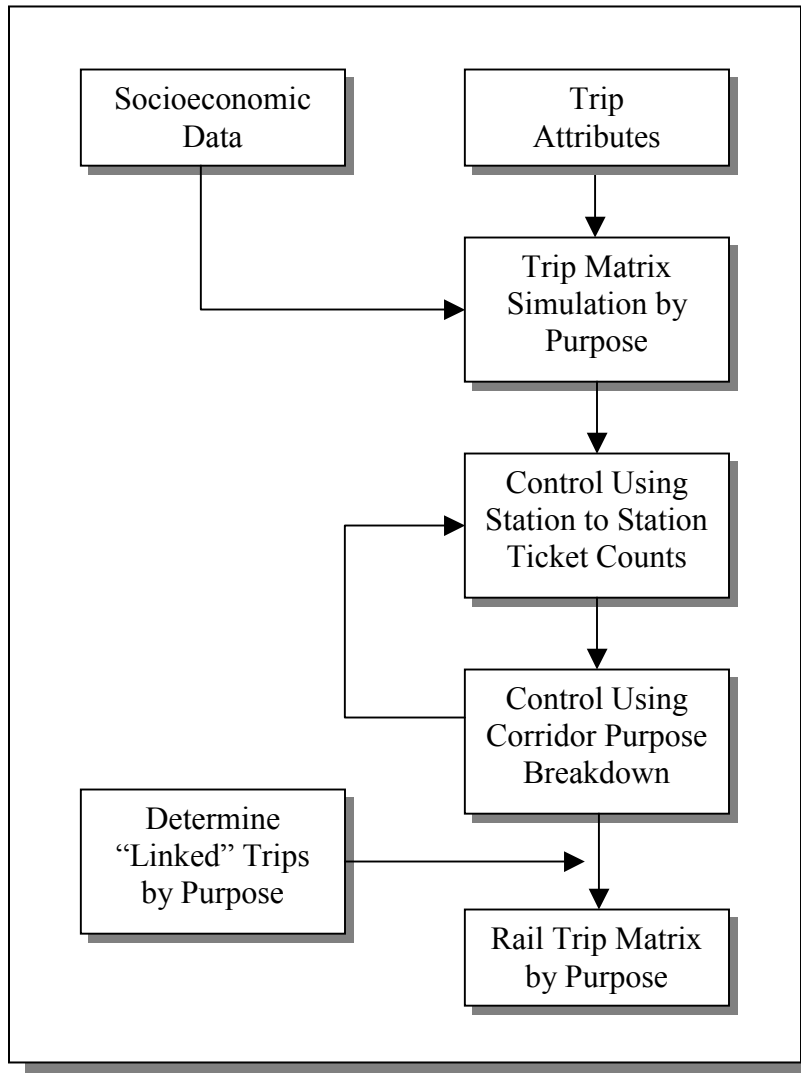 Socioeconomic
Data
Trip
Attributes
Trip Matrix
Simulation by
Purpose
Control Using
Station to Station
Ticket Counts
Control Using
Corridor Purpose
Breakdown
Determine
“Linked” Trips
by Purpose
Rail Trip Matrix
by Purpose